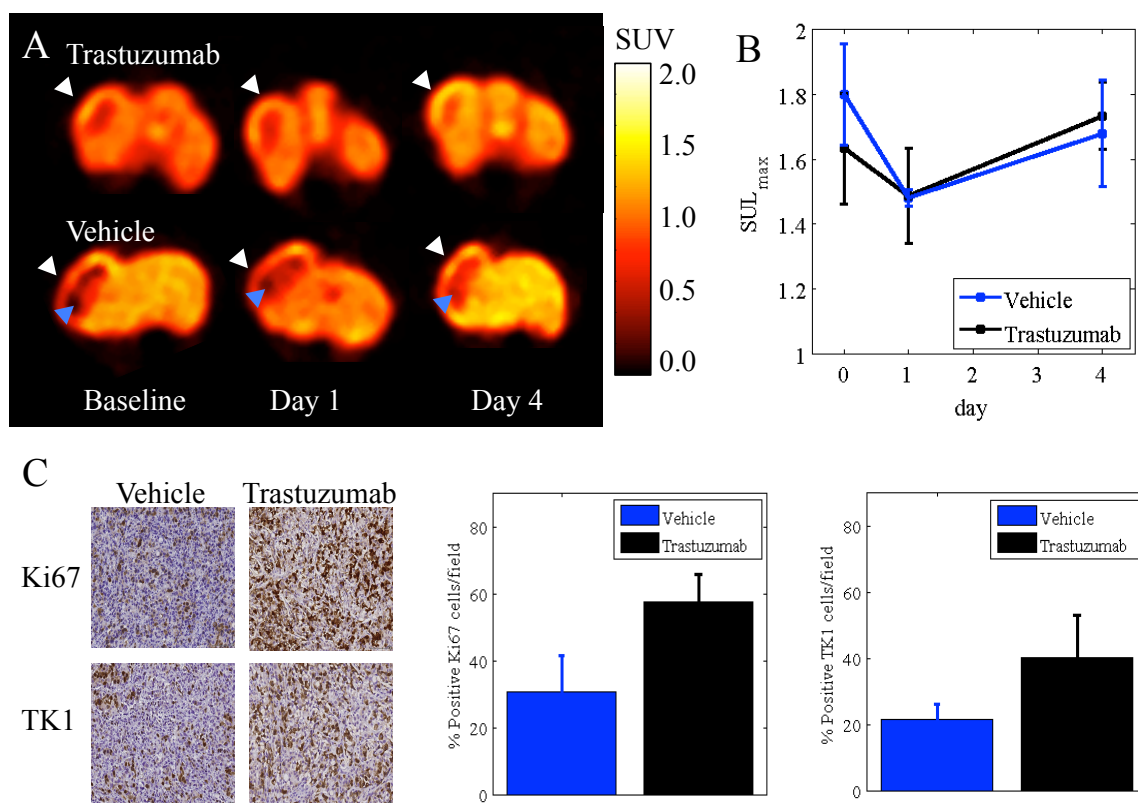 A
Trastuzumab
Vehicle
Baseline Day 1 Day 4
SUV
2.0
1.5
1.0
0.5
0.0
B
2
1.8
1.6
1.4
1.2
1
SUL max
0 1 2 3 4
day
Vehicle
Trastuzumab
C
Vehicle Trastuzumab
Ki67
TK1
% Positive Ki67 cells/field
80
60
40
20
0
Vehicle
Trastuzumab
% Positive TK1 cells/field
80
60
40
20
0
Vehicle
Trastuzumab